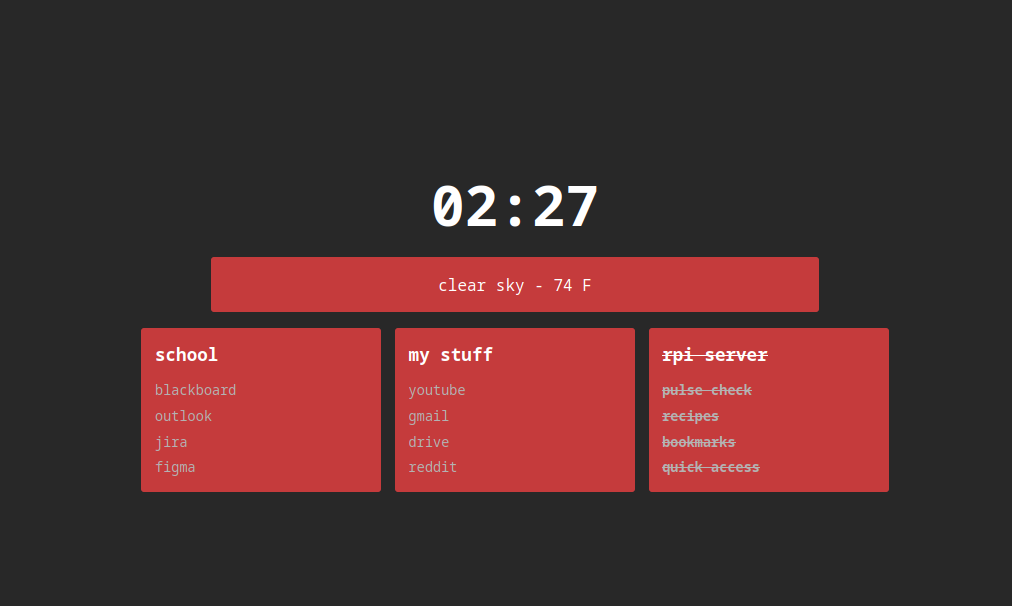 02:27
clear sky - 74 F
school
blackboard
outlook
jira
figma
my stuff
youtube
gmail
drive
reddit
rpi server
pulse check
recipes
bookmarks
quick access